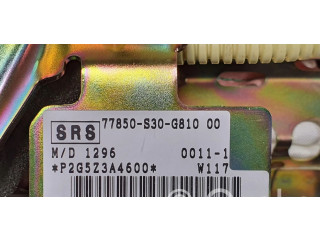 SRS 77850-S30-G810 00
M/D 1296 0011-1
*P2G5Z3A4600* W117